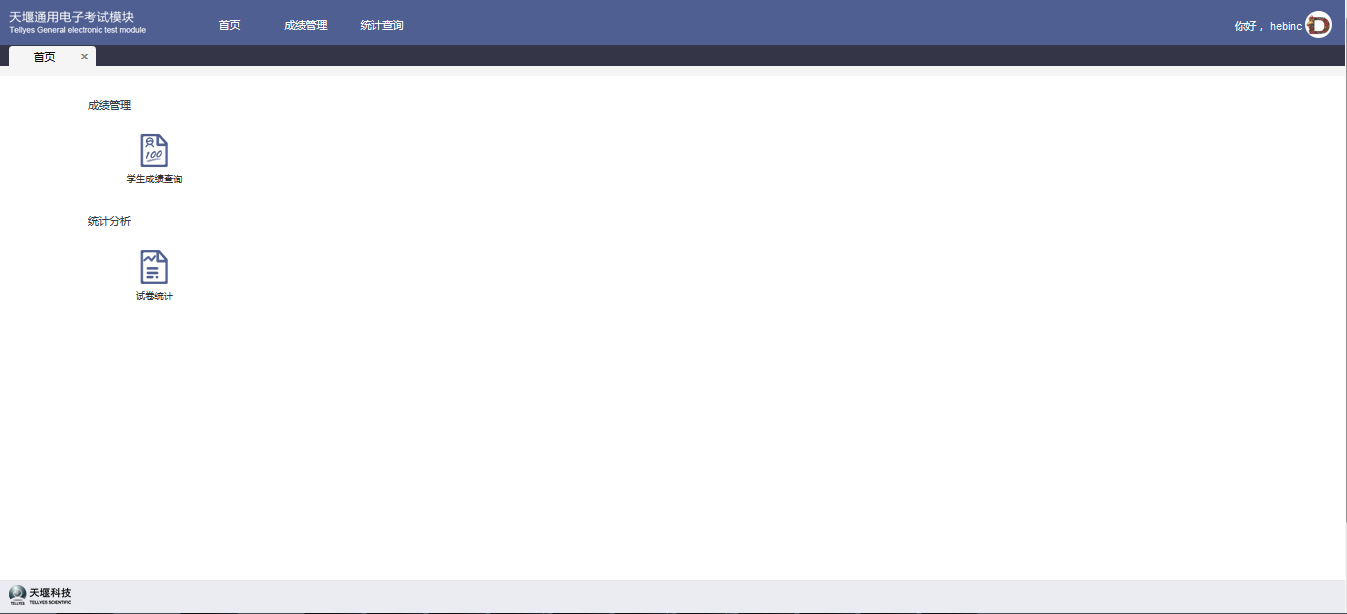 天堰通用电子考试模块
Tellyes General electronic test module
首页
成绩管理
统计查询
你好， hebinc
首页
成绩管理
100
学生成绩查询
统计分析
试卷统计
天堰科技
TELLYES
TELLYES SCIENTIFIC